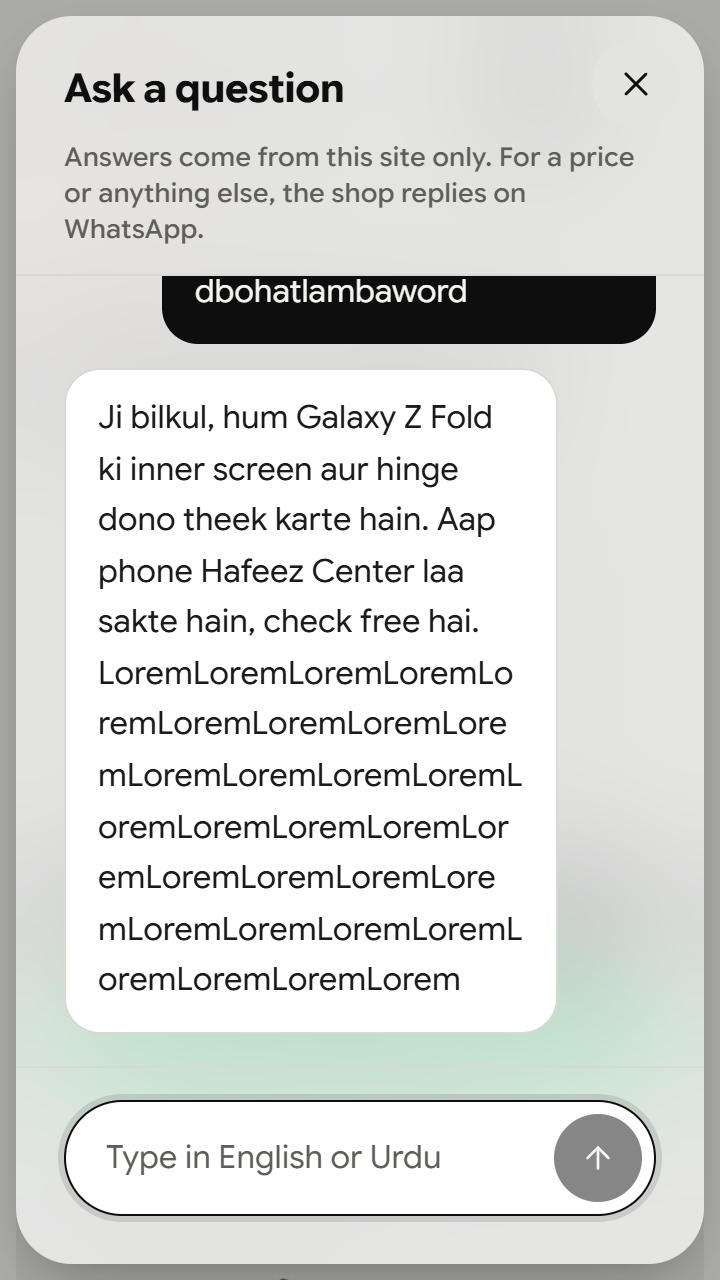 Ask a question
Answers come from this site only. For a price
or anything else, the shop replies on
WhatsApp.
dbohatlambaword
Ji bilkul, hum Galaxy Z Fold
ki inner screen aur hinge
dono theek karte hain. Aap
phone Hafeez Center laa
sakte hain, check free hai.
LoremLoremLoremLoremLo
remLoremLoremLoremLore
mLoremLoremLoremLoremL
oremLoremLoremLoremLor
emLoremLoremLoremLore
mLoremLoremLoremLoremL
oremLoremLoremLorem
Type in English or Urdu